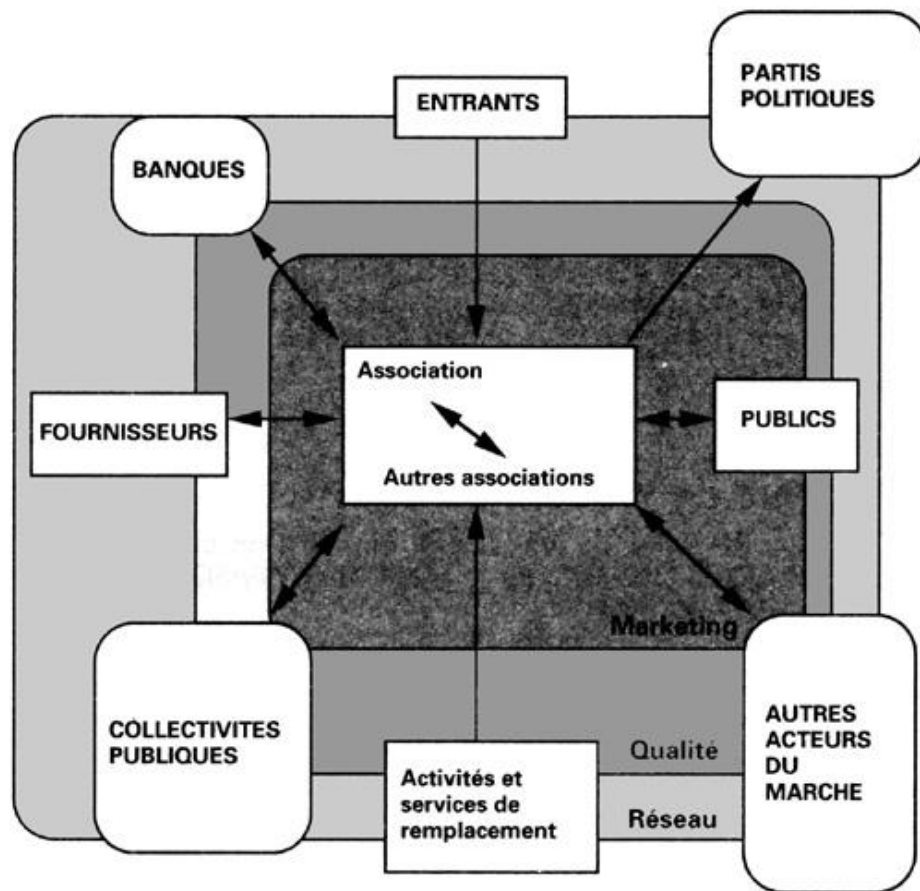 PARTIS
POLITIQUES
ENTRANTS
BANQUES
Association
FOURNISSEURS
PUBLICS
Autres associations
Marketing
COLLECTIVITES
PUBLIQUES
AUTRES
ACTEURS
DU
MARCHE
Qualité
Activités et
services de
remplacement
Réseau